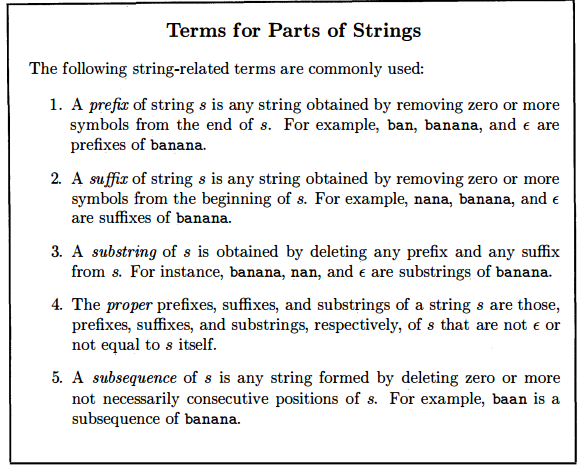 Terms for Parts of Strings
The following string-related terms are commonly used:
1. A prefix of string s is any string obtained by removing zero or more
symbols from the end of s. For example, ban, banana, and ϵ are
prefixes of banana.
2. A suffix of string s is any string obtained by removing zero or more
symbols from the beginning of s. For example, nana, banana, and ϵ
are suffixes of banana.
3. A substring of s is obtained by deleting any prefix and any suffix
from s. For instance, banana, nan, and ϵ are substrings of banana.
4. The proper prefixes, suffixes, and substrings of a string s are those,
prefixes, suffixes, and substrings, respectively, of s that are not ϵ or
not equal to s itself.
5. A subsequence of s is any string formed by deleting zero or more
not necessarily consecutive positions of s. For example, baan is a
subsequence of banana.